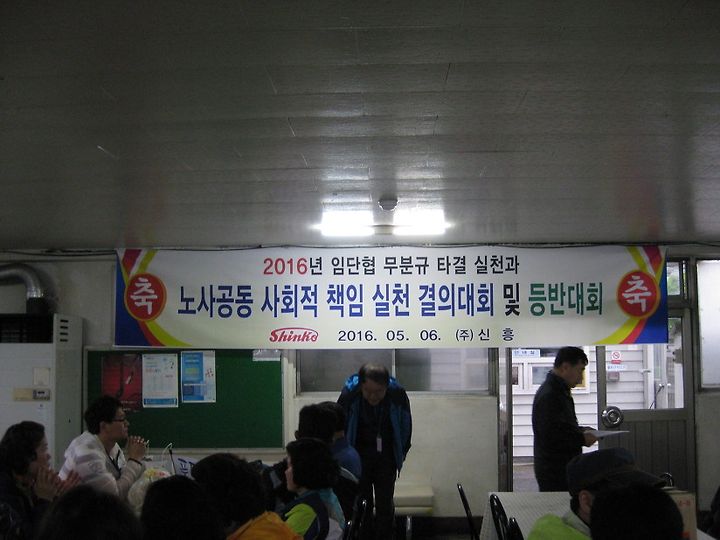 2016년 임단협 무분규 타결 실천과
축 노사공동 사회적 책임 실천 결의대회 및 등반대회 축
Shinko 2016. 05. 06. (주) 신 흥